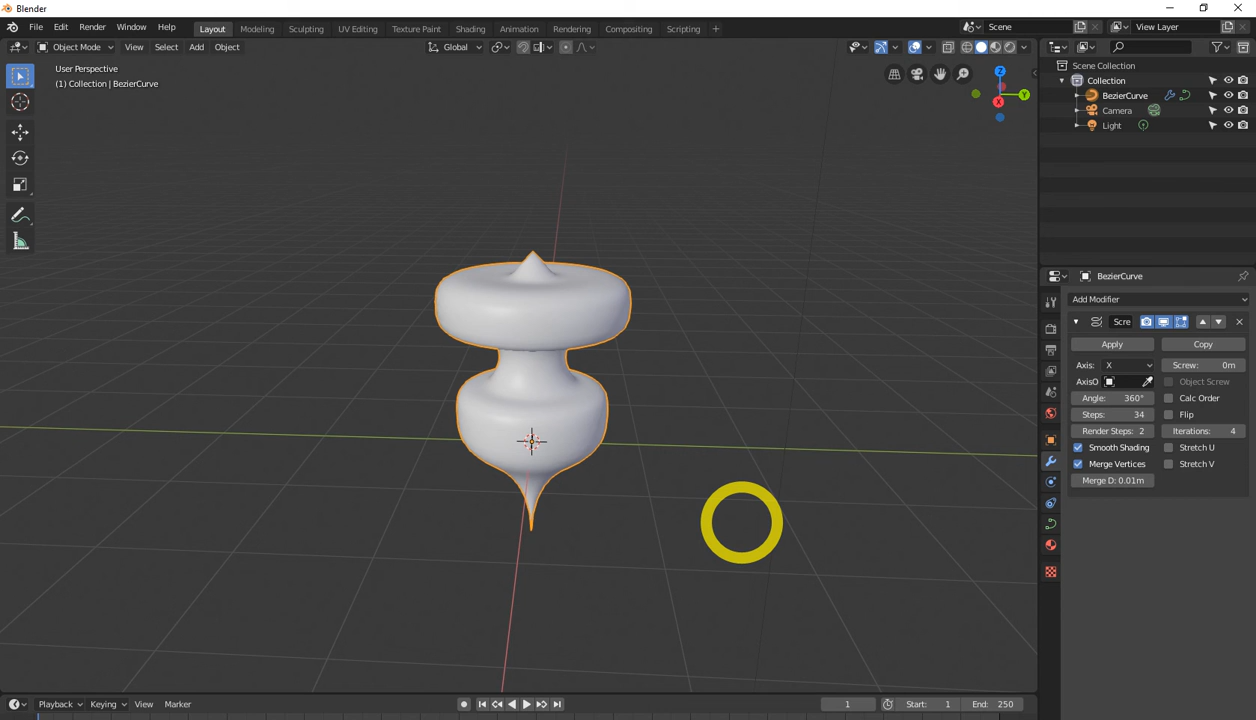 Blender
File Edit Render Window Help Layout Modeling Sculpting UV Editing Texture Paint Shading Animation Rendering Compositing Scripting + Scene View Layer
Object Mode View Select Add Object Global
User Perspective
(1) Collection | BezierCurve
Z
Y
X
Scene Collection
Collection
BezierCurve
Camera
Light
BezierCurve
Add Modifier
Scre
Apply Copy
Axis: X Screw: 0m
AxisO Object Screw
Angle: 360° Calc Order
Steps: 34 Flip
Render Steps: 2 Iterations: 4
Smooth Shading Stretch U
Merge Vertices Stretch V
Merge D: 0.01m
Playback Keying View Marker 1 Start: 1 End: 250